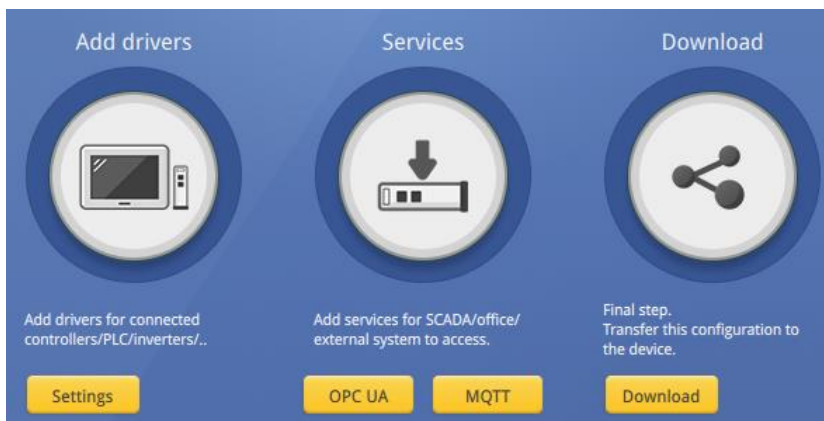 Add drivers
Services
Download
Add drivers for connected
controllers/PLC/inverters/..
Add services for SCADA/office/
external system to access.
Final step.
Transfer this configuration to
the device.
Settings
OPC UA
MQTT
Download